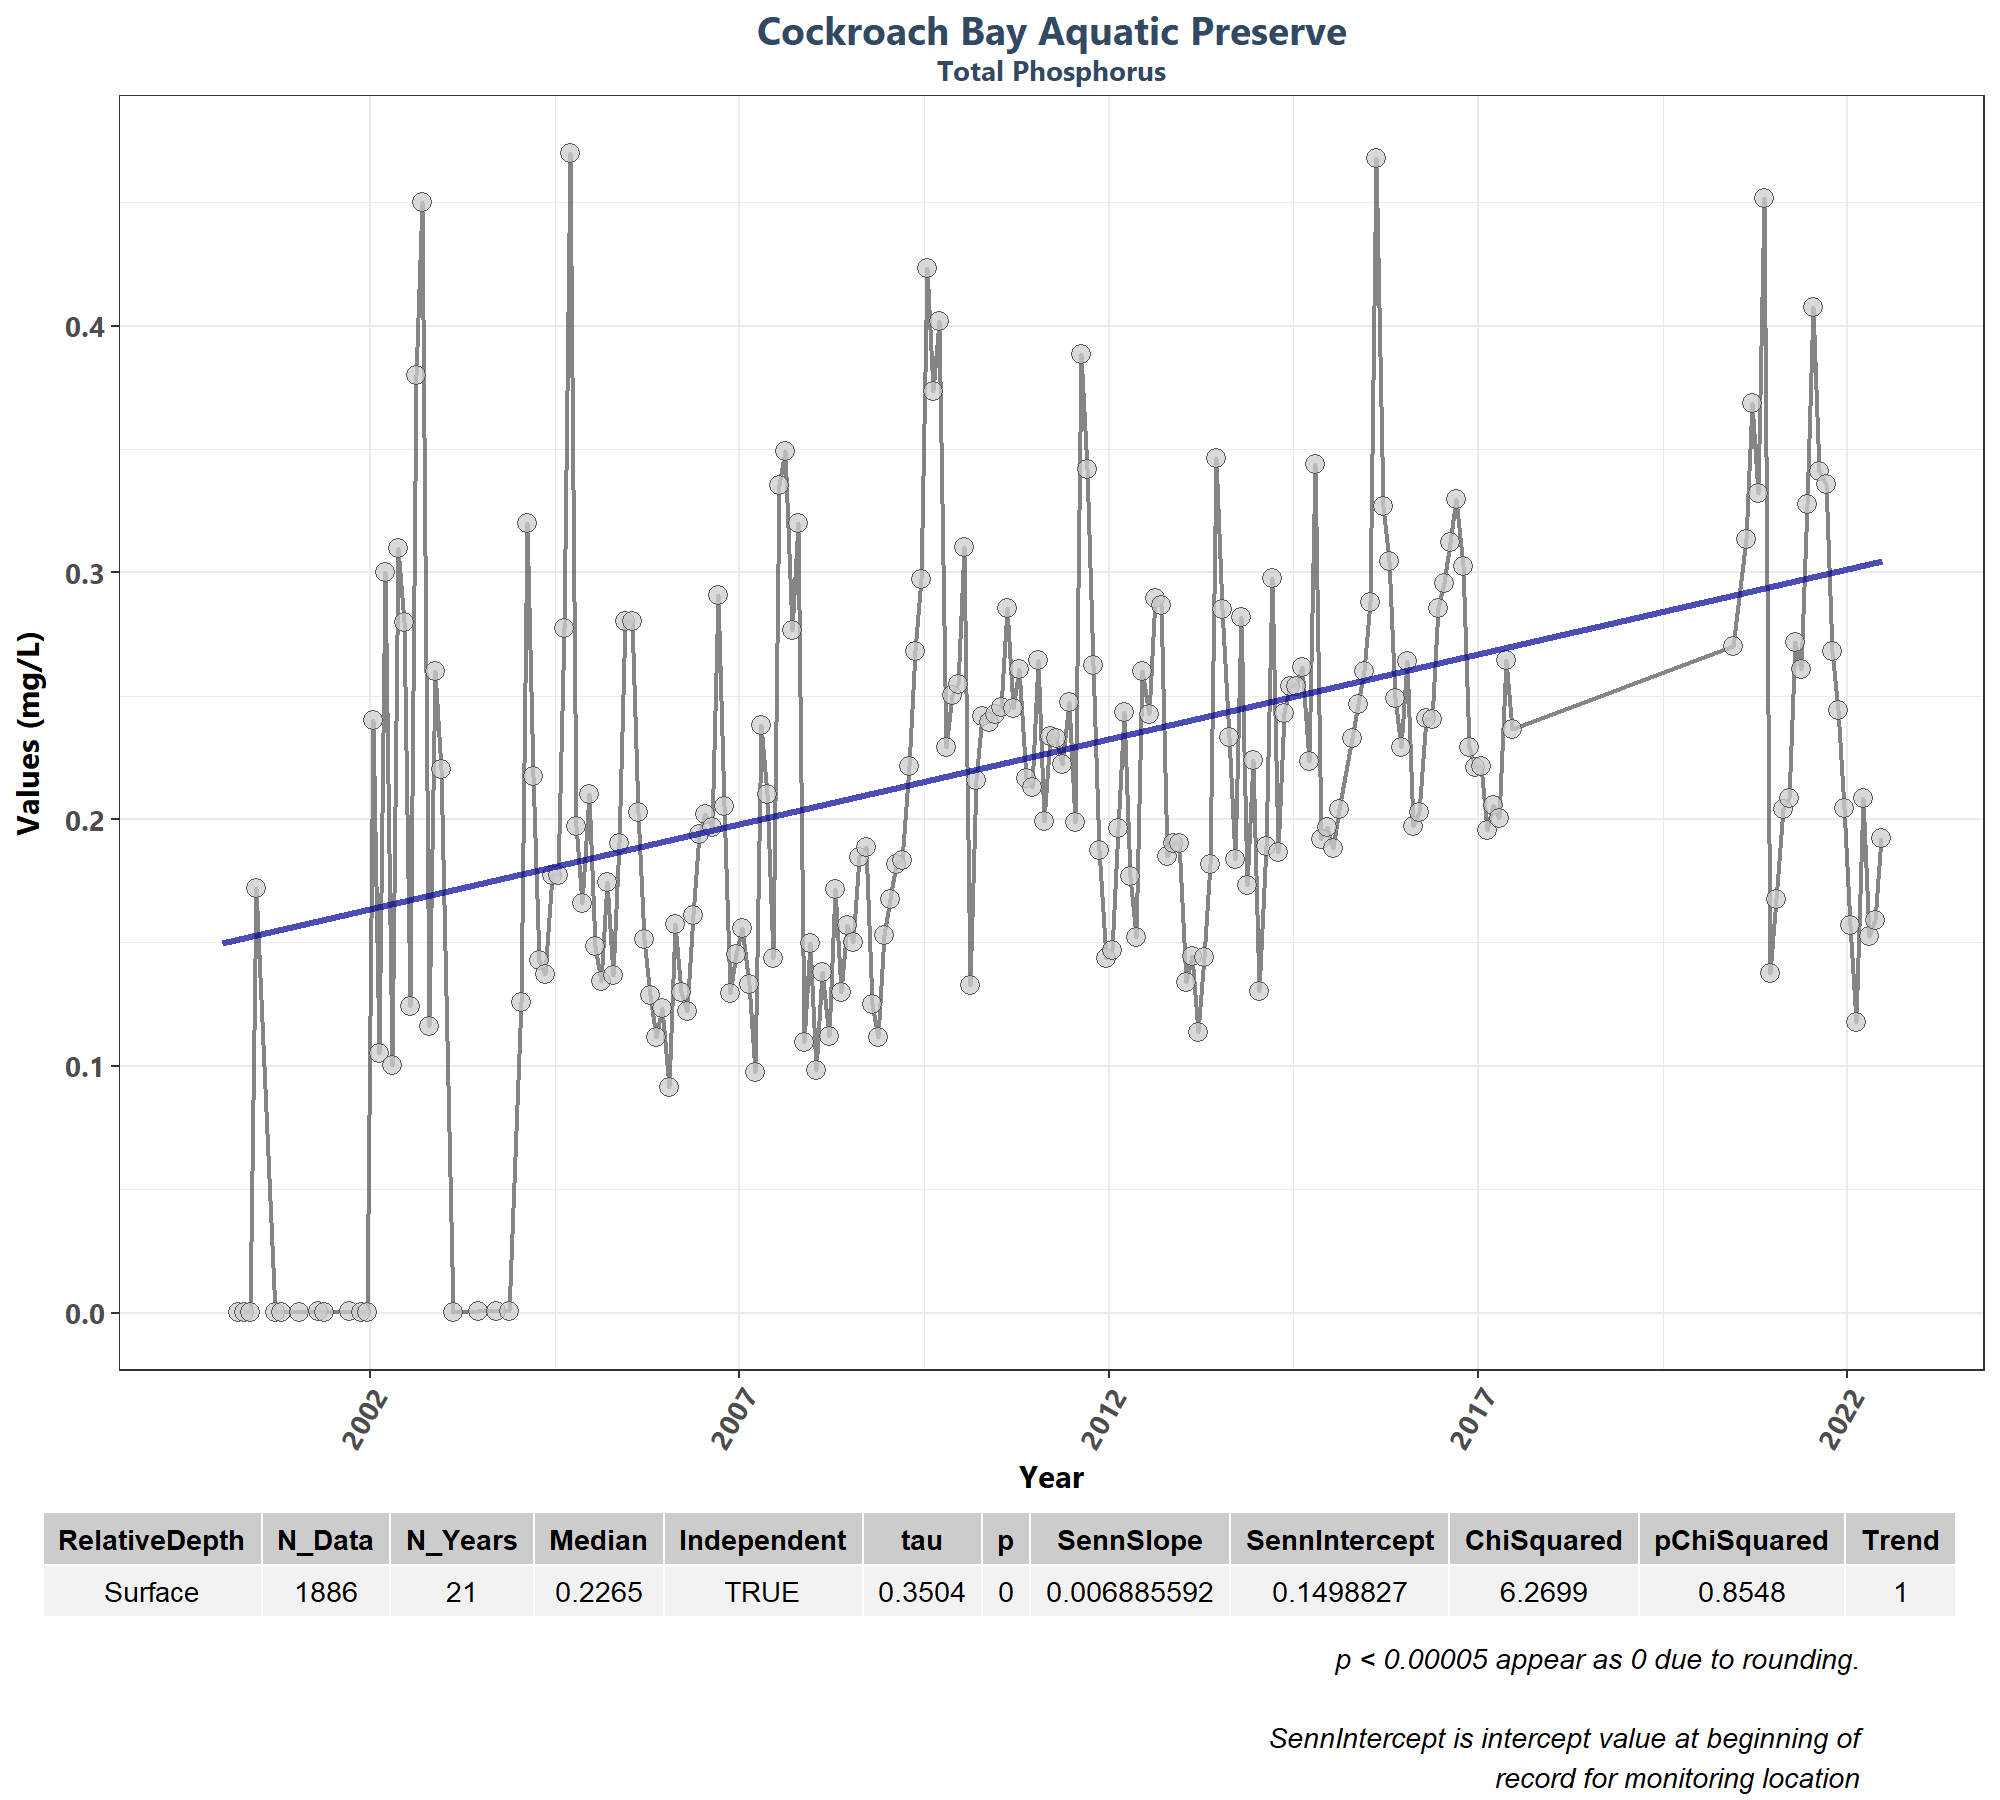 Cockroach Bay Aquatic Preserve
Total Phosphorus
Values (mg/L)
0.4
0.3
0.2
0.1
0.0
2002 2007 2012 2017 2022
Year
RelativeDepth N_Data N_Years Median Independent tau p SennSlope SennIntercept ChiSquared pChiSquared Trend
Surface 1886 21 0.2265 TRUE 0.3504 0 0.006885592 0.1498827 6.2699 0.8548 1
p < 0.00005 appear as 0 due to rounding.
SennIntercept is intercept value at beginning of
record for monitoring location